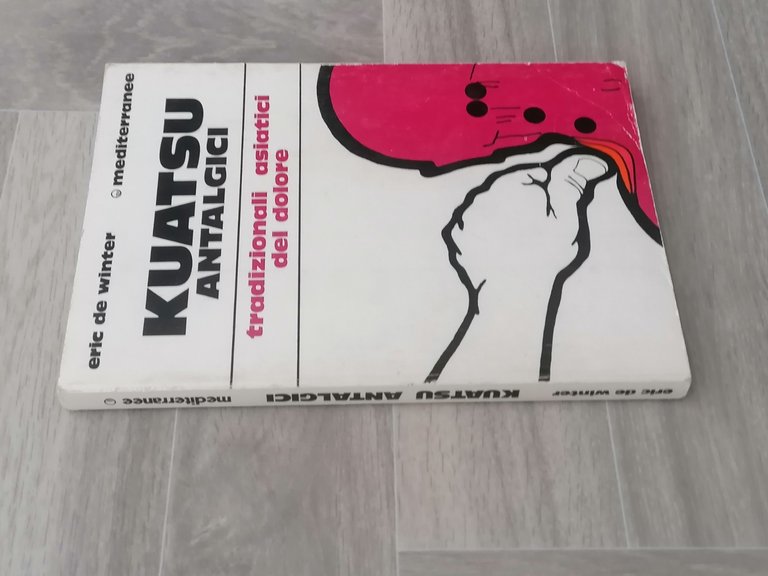 eric de winter mediterranee
KUATSU
ANTALGICI
tradizionali asiatici
del dolore
eric de winter KUATSU ANTALGICI mediterranee